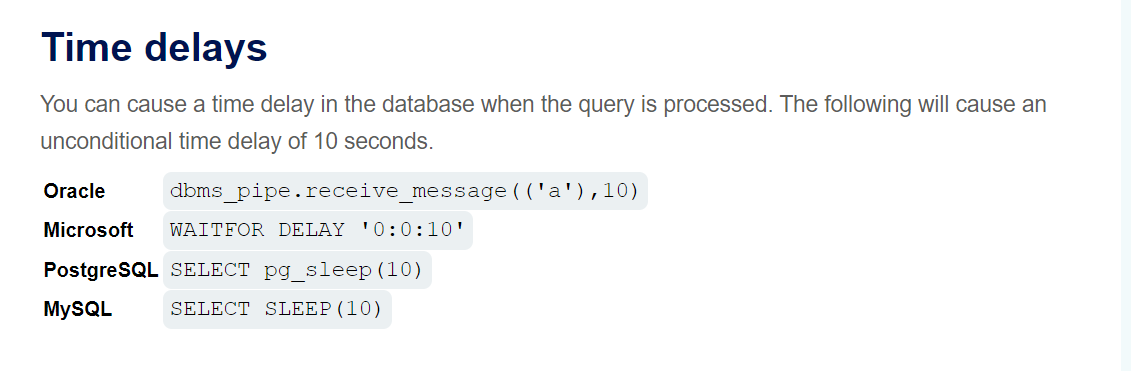 Time delays
You can cause a time delay in the database when the query is processed. The following will cause an
unconditional time delay of 10 seconds.
Oracle dbms_pipe.receive_message(('a'),10)
Microsoft WAITFOR DELAY '0:0:10'
PostgreSQL SELECT pg_sleep(10)
MySQL SELECT SLEEP(10)